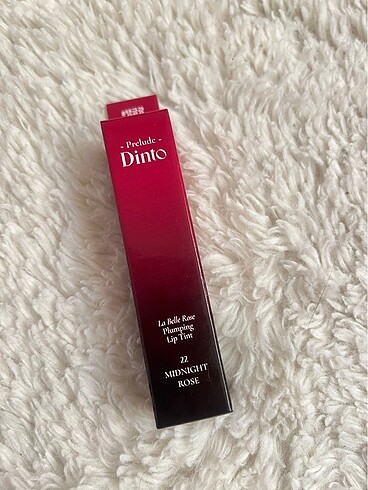 - Prelude -
Dinto
La Belle Rose
Plumping
Lip Tint
22
MIDNIGHT
ROSE